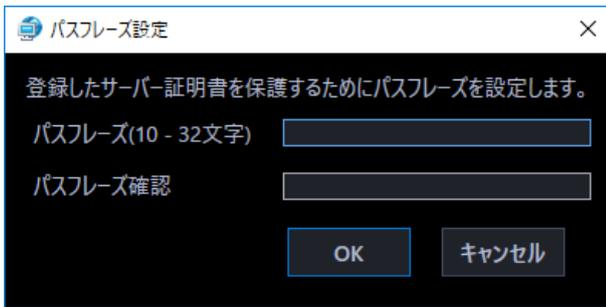 パスフレーズ設定
登録したサーバー証明書を保護するためにパスフレーズを設定します。
パスフレーズ(10 - 32文字)
パスフレーズ確認
OK キャンセル